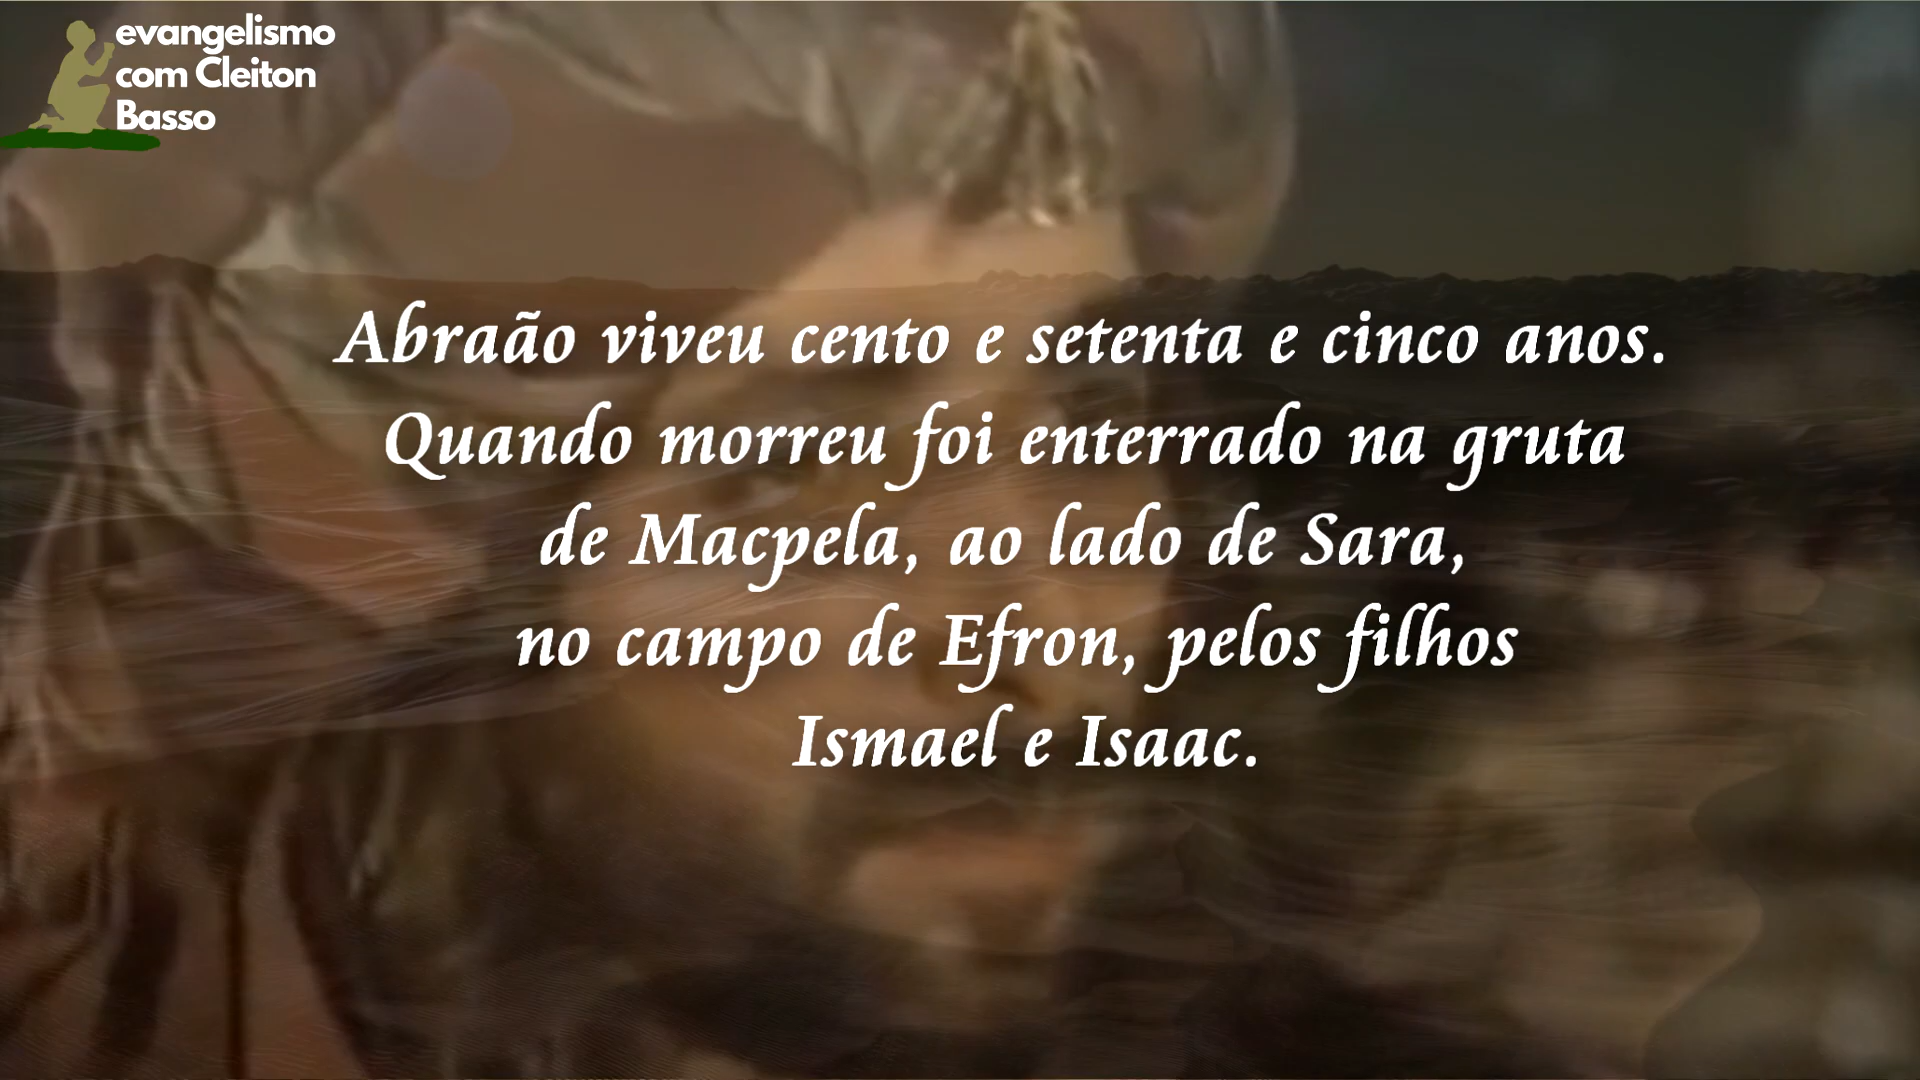 evangelismo
com Cleiton
Basso
Abraão viveu cento e setenta e cinco anos.
Quando morreu foi enterrado na gruta
de Macpela, ao lado de Sara,
no campo de Efron, pelos filhos
Ismael e Isaac.